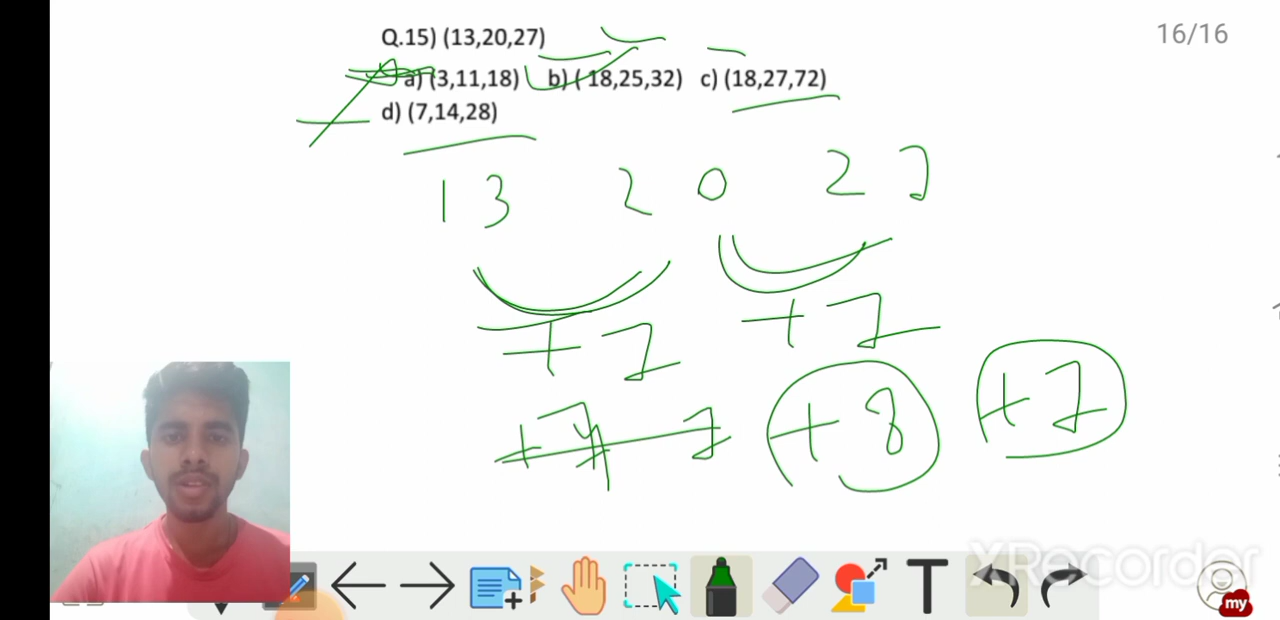 16/16
Q.15) (13,20,27)
a) (3,11,18) b) ( 18,25,32) c) (18,27,72)
d) (7,14,28)
13 20 27
+7 +7
+8 +7
XRecorder
my